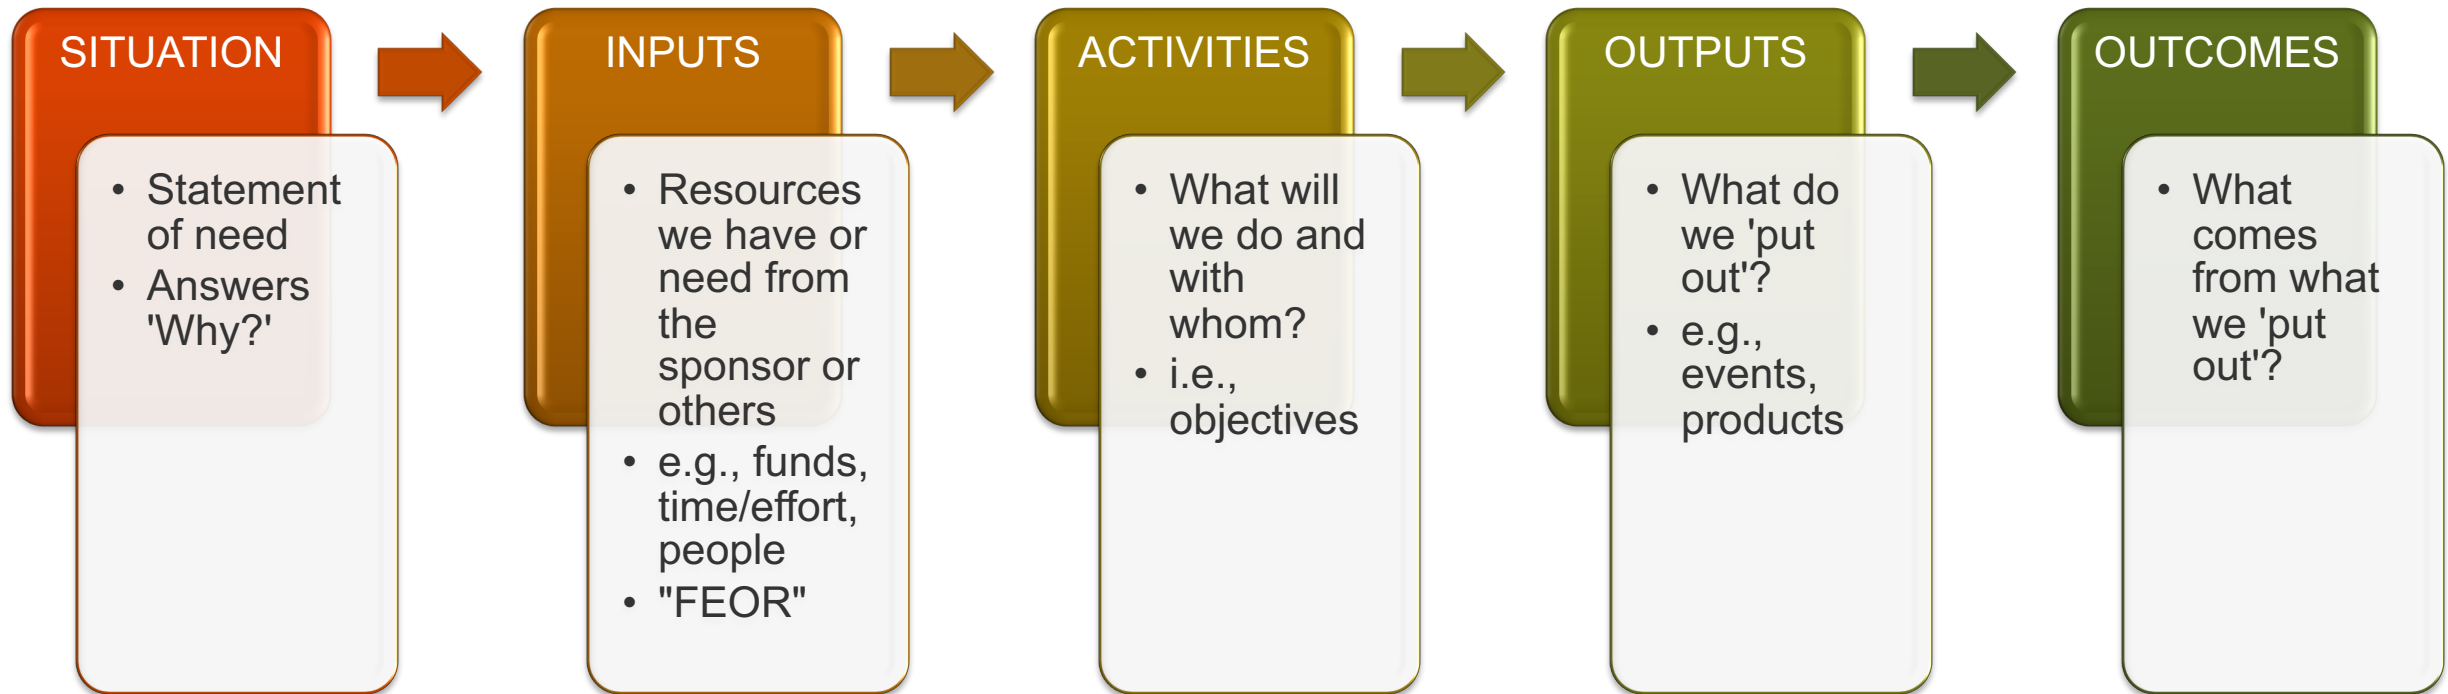 SITUATION
• Statement
of need
• Answers
'Why?'
INPUTS
• Resources
we have or
need from
the
sponsor or
others
• e.g., funds,
time/effort,
people
• "FEOR"
ACTIVITIES
• What will
we do and
with
whom?
• i.e.,
objectives
OUTPUTS
• What do
we 'put
out'?
• e.g.,
events,
products
OUTCOMES
• What
comes
from what
we 'put
out'?